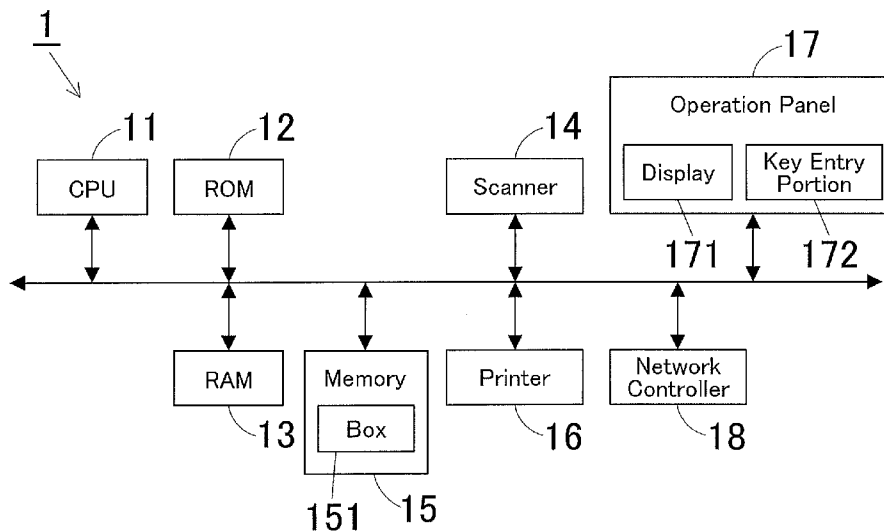 1
17
Operation Panel
11
12
14
CPU
ROM
Scanner
Display
Key Entry
Portion
171
172
RAM
Memory
Printer
Network
Controller
13
Box
16
18
151
15